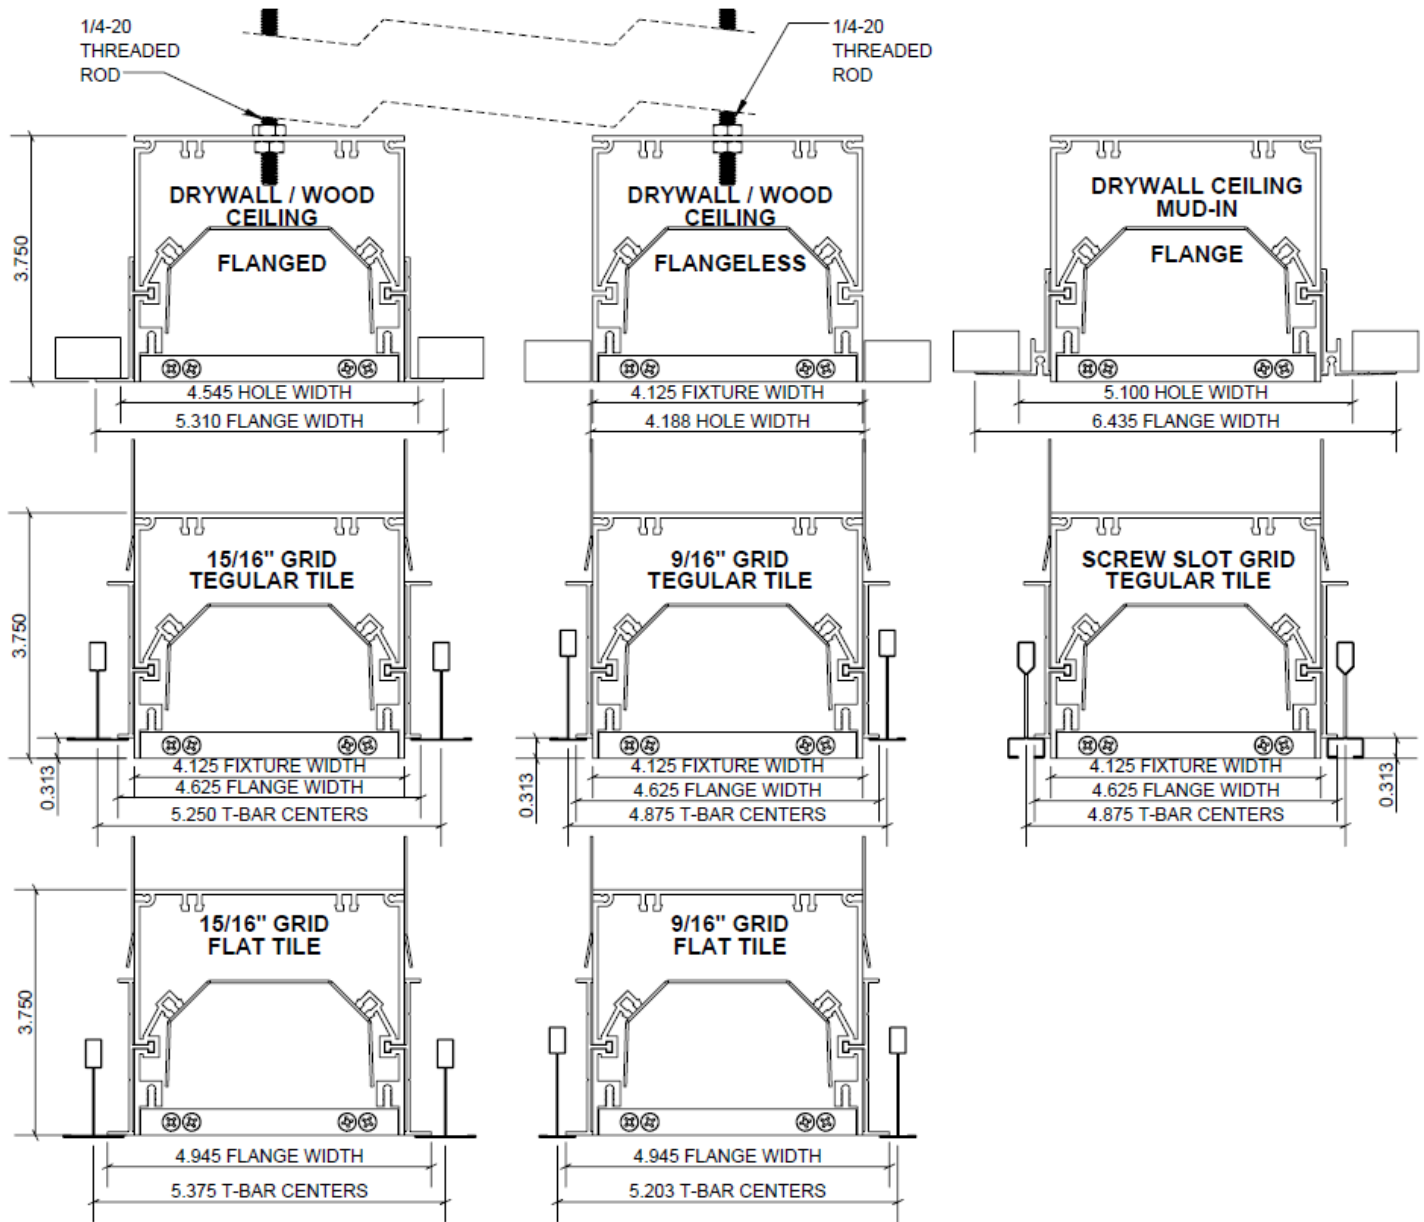 1/4-20
THREADED
ROD
1/4-20
THREADED
ROD
3.750
DRYWALL / WOOD
CEILING
FLANGED
4.545 HOLE WIDTH
5.310 FLANGE WIDTH
DRYWALL / WOOD
CEILING
FLANGELESS
4.125 FIXTURE WIDTH
4.188 HOLE WIDTH
DRYWALL CEILING
MUD-IN
FLANGE
5.100 HOLE WIDTH
6.435 FLANGE WIDTH
3.750
15/16" GRID
TEGULAR TILE
0.313
4.125 FIXTURE WIDTH
4.625 FLANGE WIDTH
5.250 T-BAR CENTERS
9/16" GRID
TEGULAR TILE
0.313
4.125 FIXTURE WIDTH
4.625 FLANGE WIDTH
4.875 T-BAR CENTERS
SCREW SLOT GRID
TEGULAR TILE
4.125 FIXTURE WIDTH
4.625 FLANGE WIDTH
4.875 T-BAR CENTERS
0.313
3.750
15/16" GRID
FLAT TILE
4.945 FLANGE WIDTH
5.375 T-BAR CENTERS
9/16" GRID
FLAT TILE
4.945 FLANGE WIDTH
5.203 T-BAR CENTERS